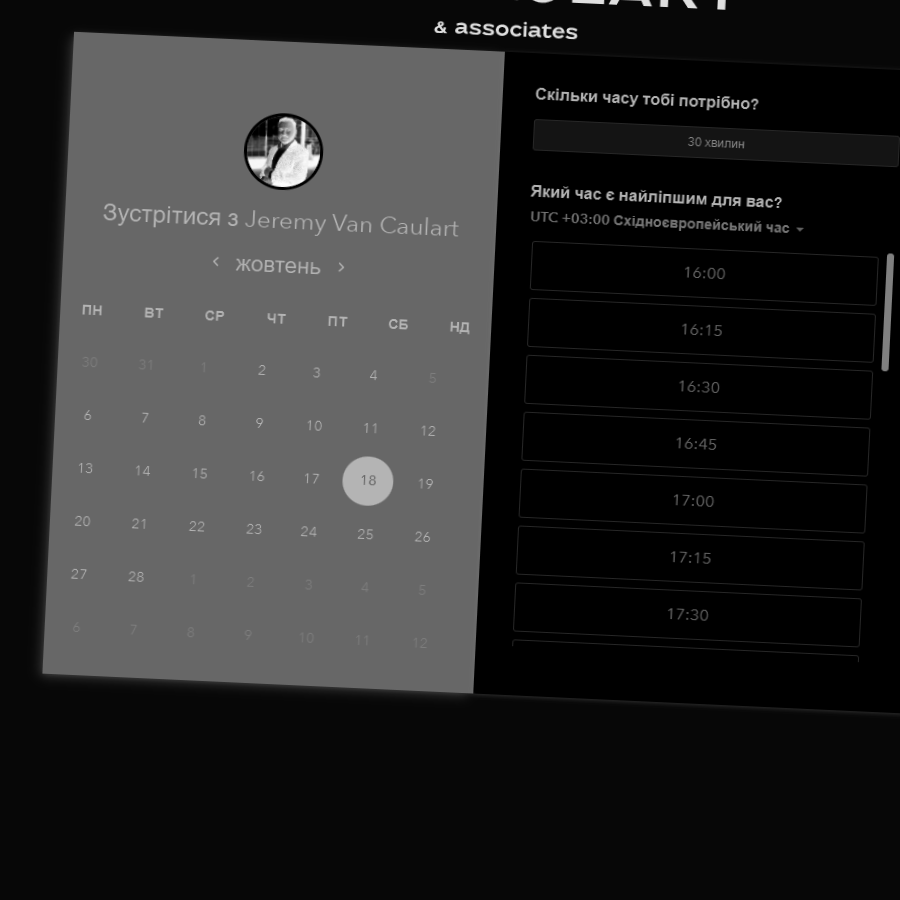 & associates
Зустрітися з Jeremy Van Caulart
жовтень
ПН ВТ СР ЧТ ПТ СБ НД
30 31 1 2 3 4 5
6 7 8 9 10 11 12
13 14 15 16 17 18 19
20 21 22 23 24 25 26
27 28 1 2 3 4 5
6 7 8 9 10 11 12
Скільки часу тобі потрібно?
30 хвилин
Який час є найліпшим для вас?
UTC +03:00 Східноєвропейський час
16:00
16:15
16:30
16:45
17:00
17:15
17:30